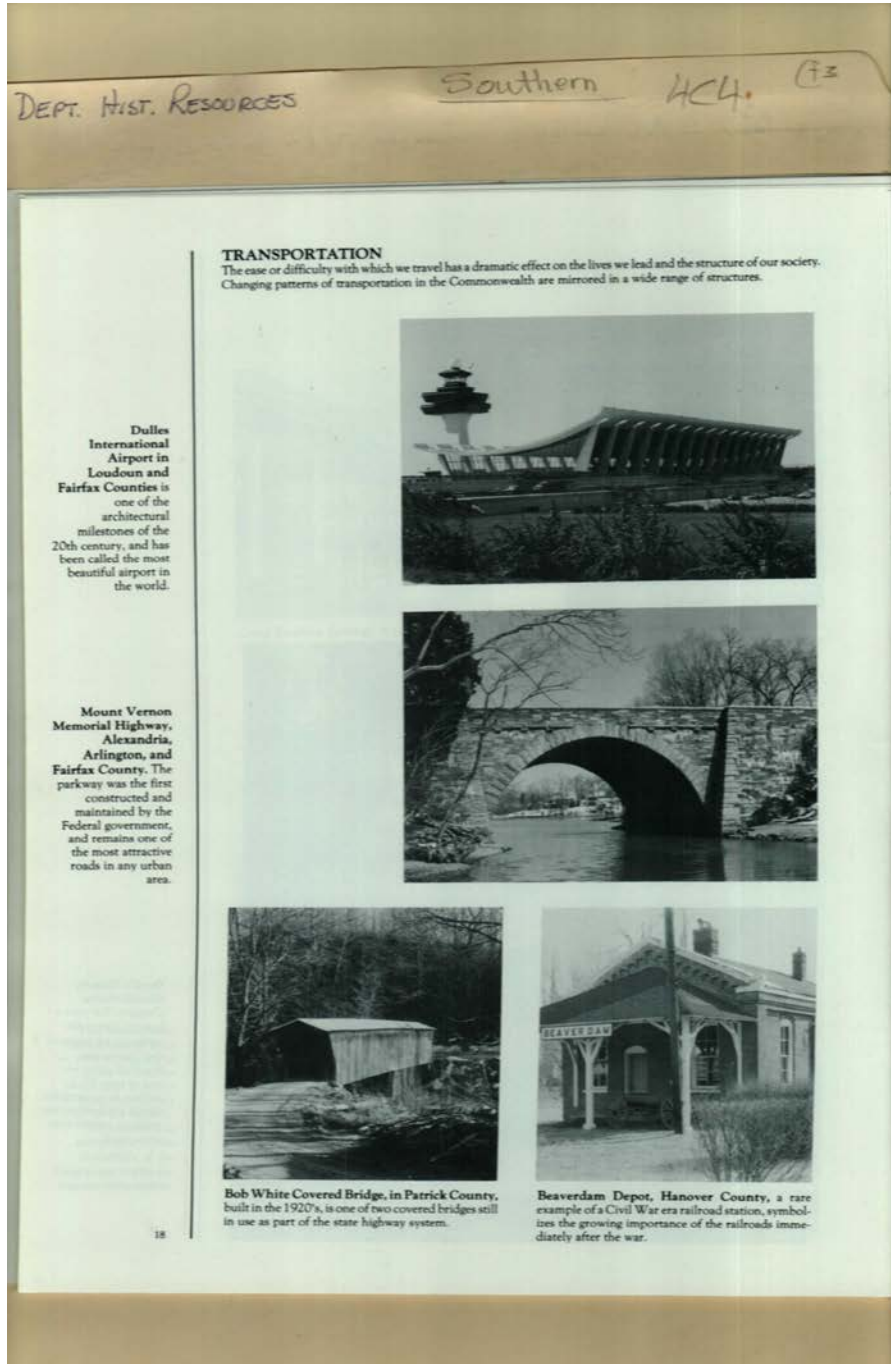 DEPT. HIST. RESOURCES
Southern
4C4.
TRANSPORTATION
The ease or difficulty with which we travel has a dramatic effect on the lives we lead and the structure of our society.
Changing patterns of transportation in the Commonwealth are mirrored in a wide range of structures.
Dulles
International
Airport in
Loudoun and
Fairfax Counties is
one of the
architectural
milestones of the
20th century, and has
been called the most
beautiful airport in
the world.
Mount Vernon
Memorial Highway,
Alexandria,
Arlington, and
Fairfax County. The
parkway was the first
constructed and
maintained by the
Federal government,
and remains one of
the most attractive
roads in any urban
area.
BEAVERDAM
Bob White Covered Bridge, in Patrick County,
built in the 1920's, is one of two covered bridges still
in use as part of the state highway system.
Beaverdam Depot, Hanover County, a rare
example of a Civil War era railroad station, symbol-
izes the growing importance of the railroads imme-
diately after the war.
18